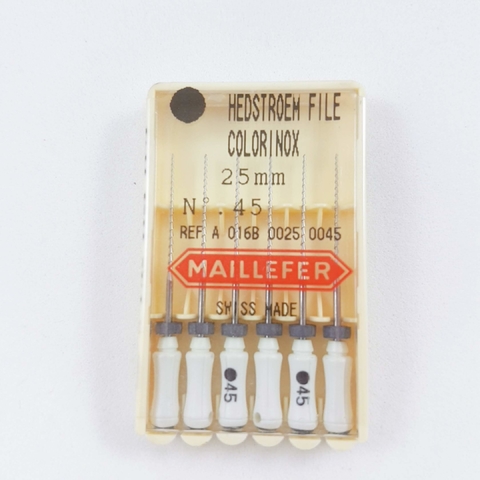 HEDSTROEM FILE
COLORINOX
25mm
N°. 45
REF. A 016B 0025 0045
MAILLEFER
SWISS MADE
45
45